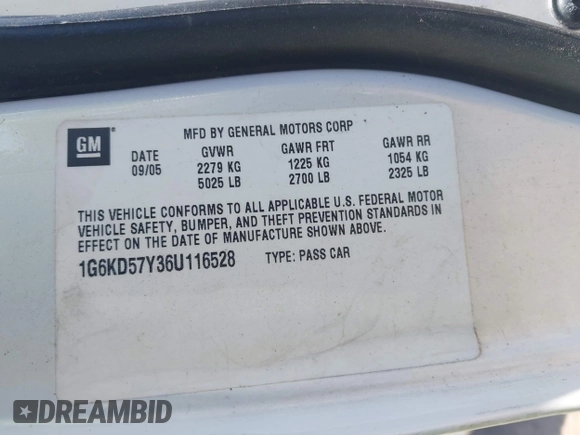 GM
MFD BY GENERAL MOTORS CORP
DATE GVWR GAWR FRT GAWR RR
09/05 2279 KG 1225 KG 1054 KG
5025 LB 2700 LB 2325 LB
THIS VEHICLE CONFORMS TO ALL APPLICABLE U.S. FEDERAL MOTOR
VEHICLE SAFETY, BUMPER, AND THEFT PREVENTION STANDARDS IN
EFFECT ON THE DATE OF MANUFACTURE SHOWN ABOVE.
1G6KD57Y36U116528 TYPE: PASS CAR
DREAMBID